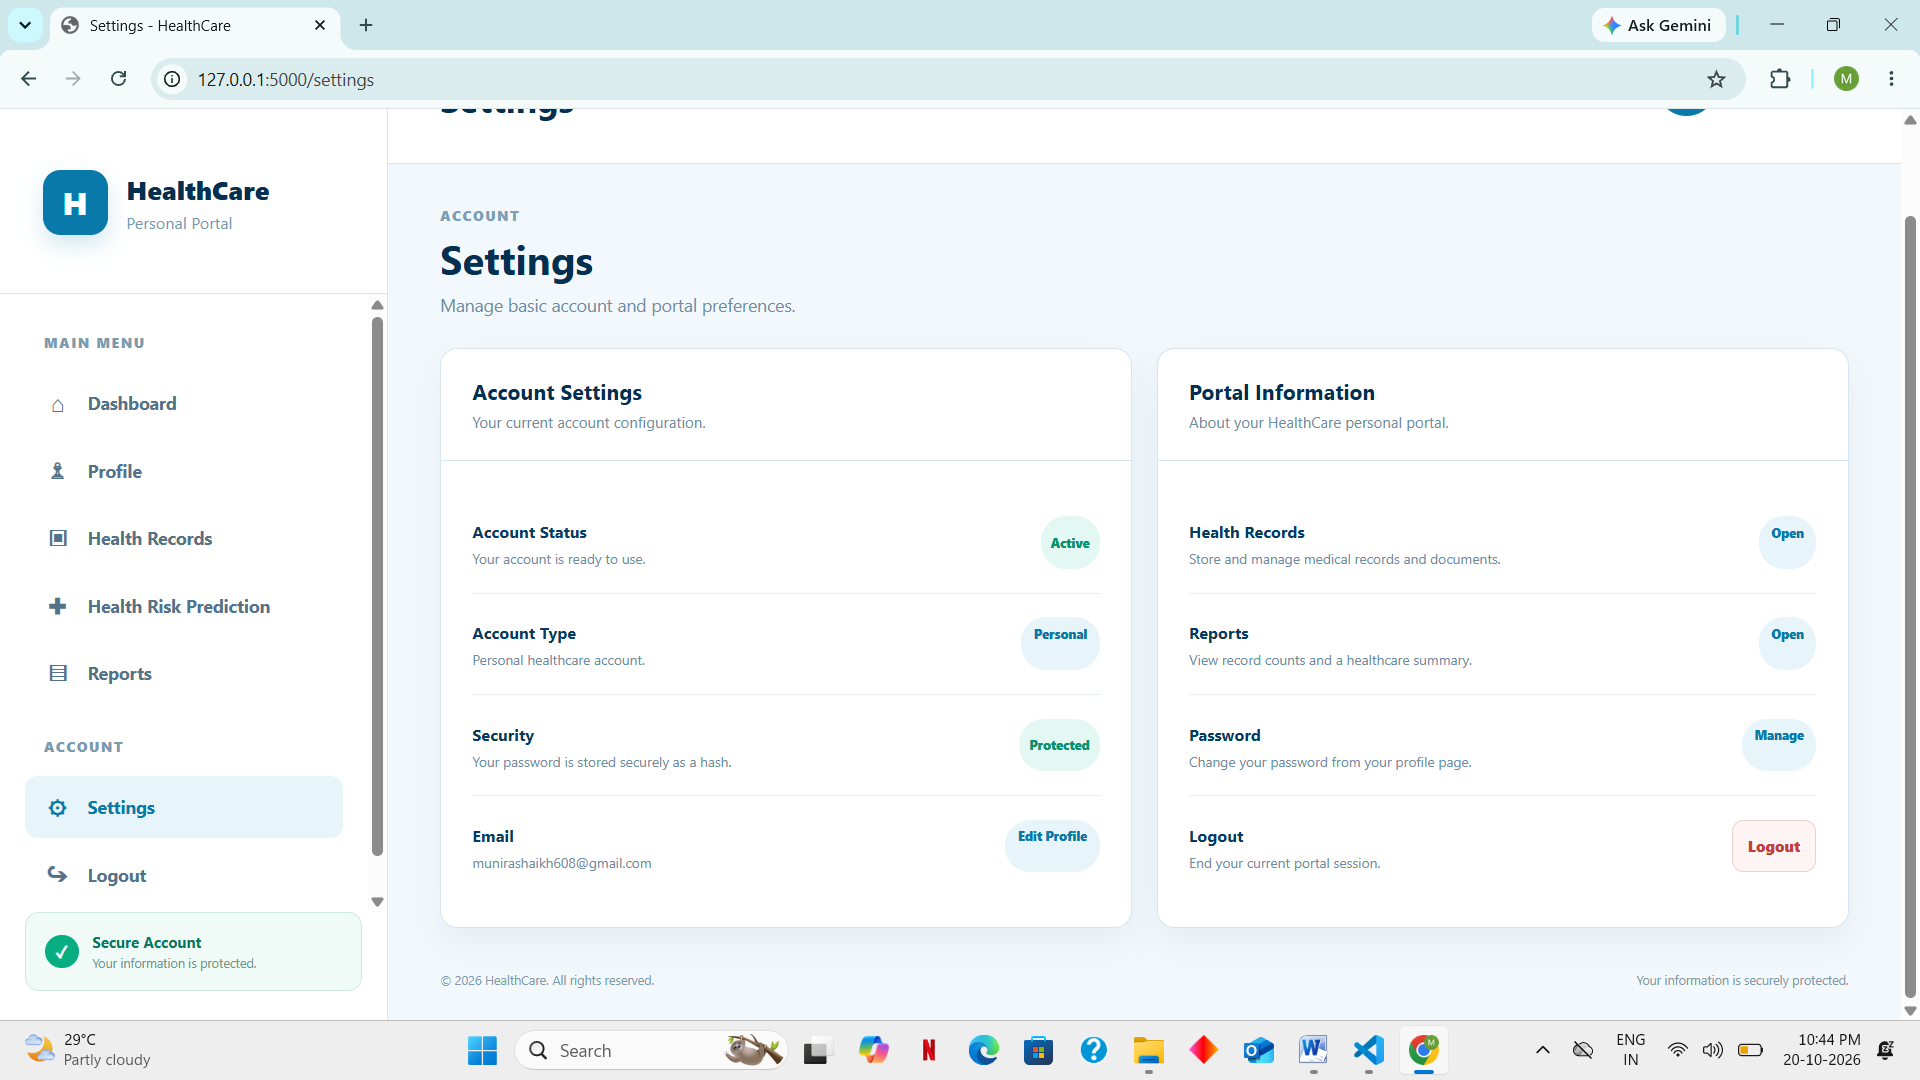 Settings - HealthCare
Ask Gemini
127.0.0.1:5000/settings
M
Settings
H
HealthCare
Personal Portal
MAIN MENU
Dashboard
Profile
Health Records
Health Risk Prediction
Reports
ACCOUNT
Settings
Logout
Secure Account
Your information is protected.
ACCOUNT
Settings
Manage basic account and portal preferences.
Account Settings
Your current account configuration.
Account Status
Your account is ready to use.
Active
Account Type
Personal healthcare account.
Personal
Security
Your password is stored securely as a hash.
Protected
Email
munirashaikh608@gmail.com
Edit Profile
Portal Information
About your HealthCare personal portal.
Health Records
Store and manage medical records and documents.
Open
Reports
View record counts and a healthcare summary.
Open
Password
Change your password from your profile page.
Manage
Logout
End your current portal session.
Logout
© 2026 HealthCare. All rights reserved.
Your information is securely protected.
29°C
Partly cloudy
Search
ENG
IN
10:44 PM
20-10-2026